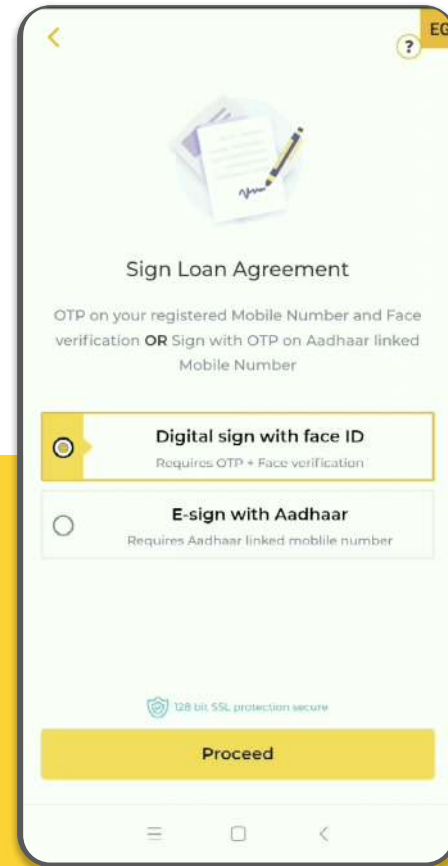 EG
?
Sign Loan Agreement
OTP on your registered Mobile Number and Face
verification OR Sign with OTP on Aadhaar linked
Mobile Number
Digital sign with face ID
Requires OTP + Face verification
E-sign with Aadhaar
Requires Aadhaar linked moblile number
128 bit SSL protection secure
Proceed